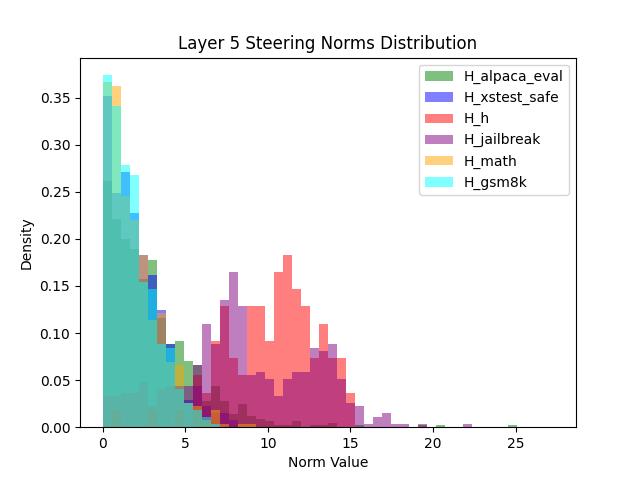 Layer 5 Steering Norms Distribution
H_alpaca_eval
H_xstest_safe
H_h
H_jailbreak
H_math
H_gsm8k
Density
0.35
0.30
0.25
0.20
0.15
0.10
0.05
0.00
0 5 10 15 20 25
Norm Value